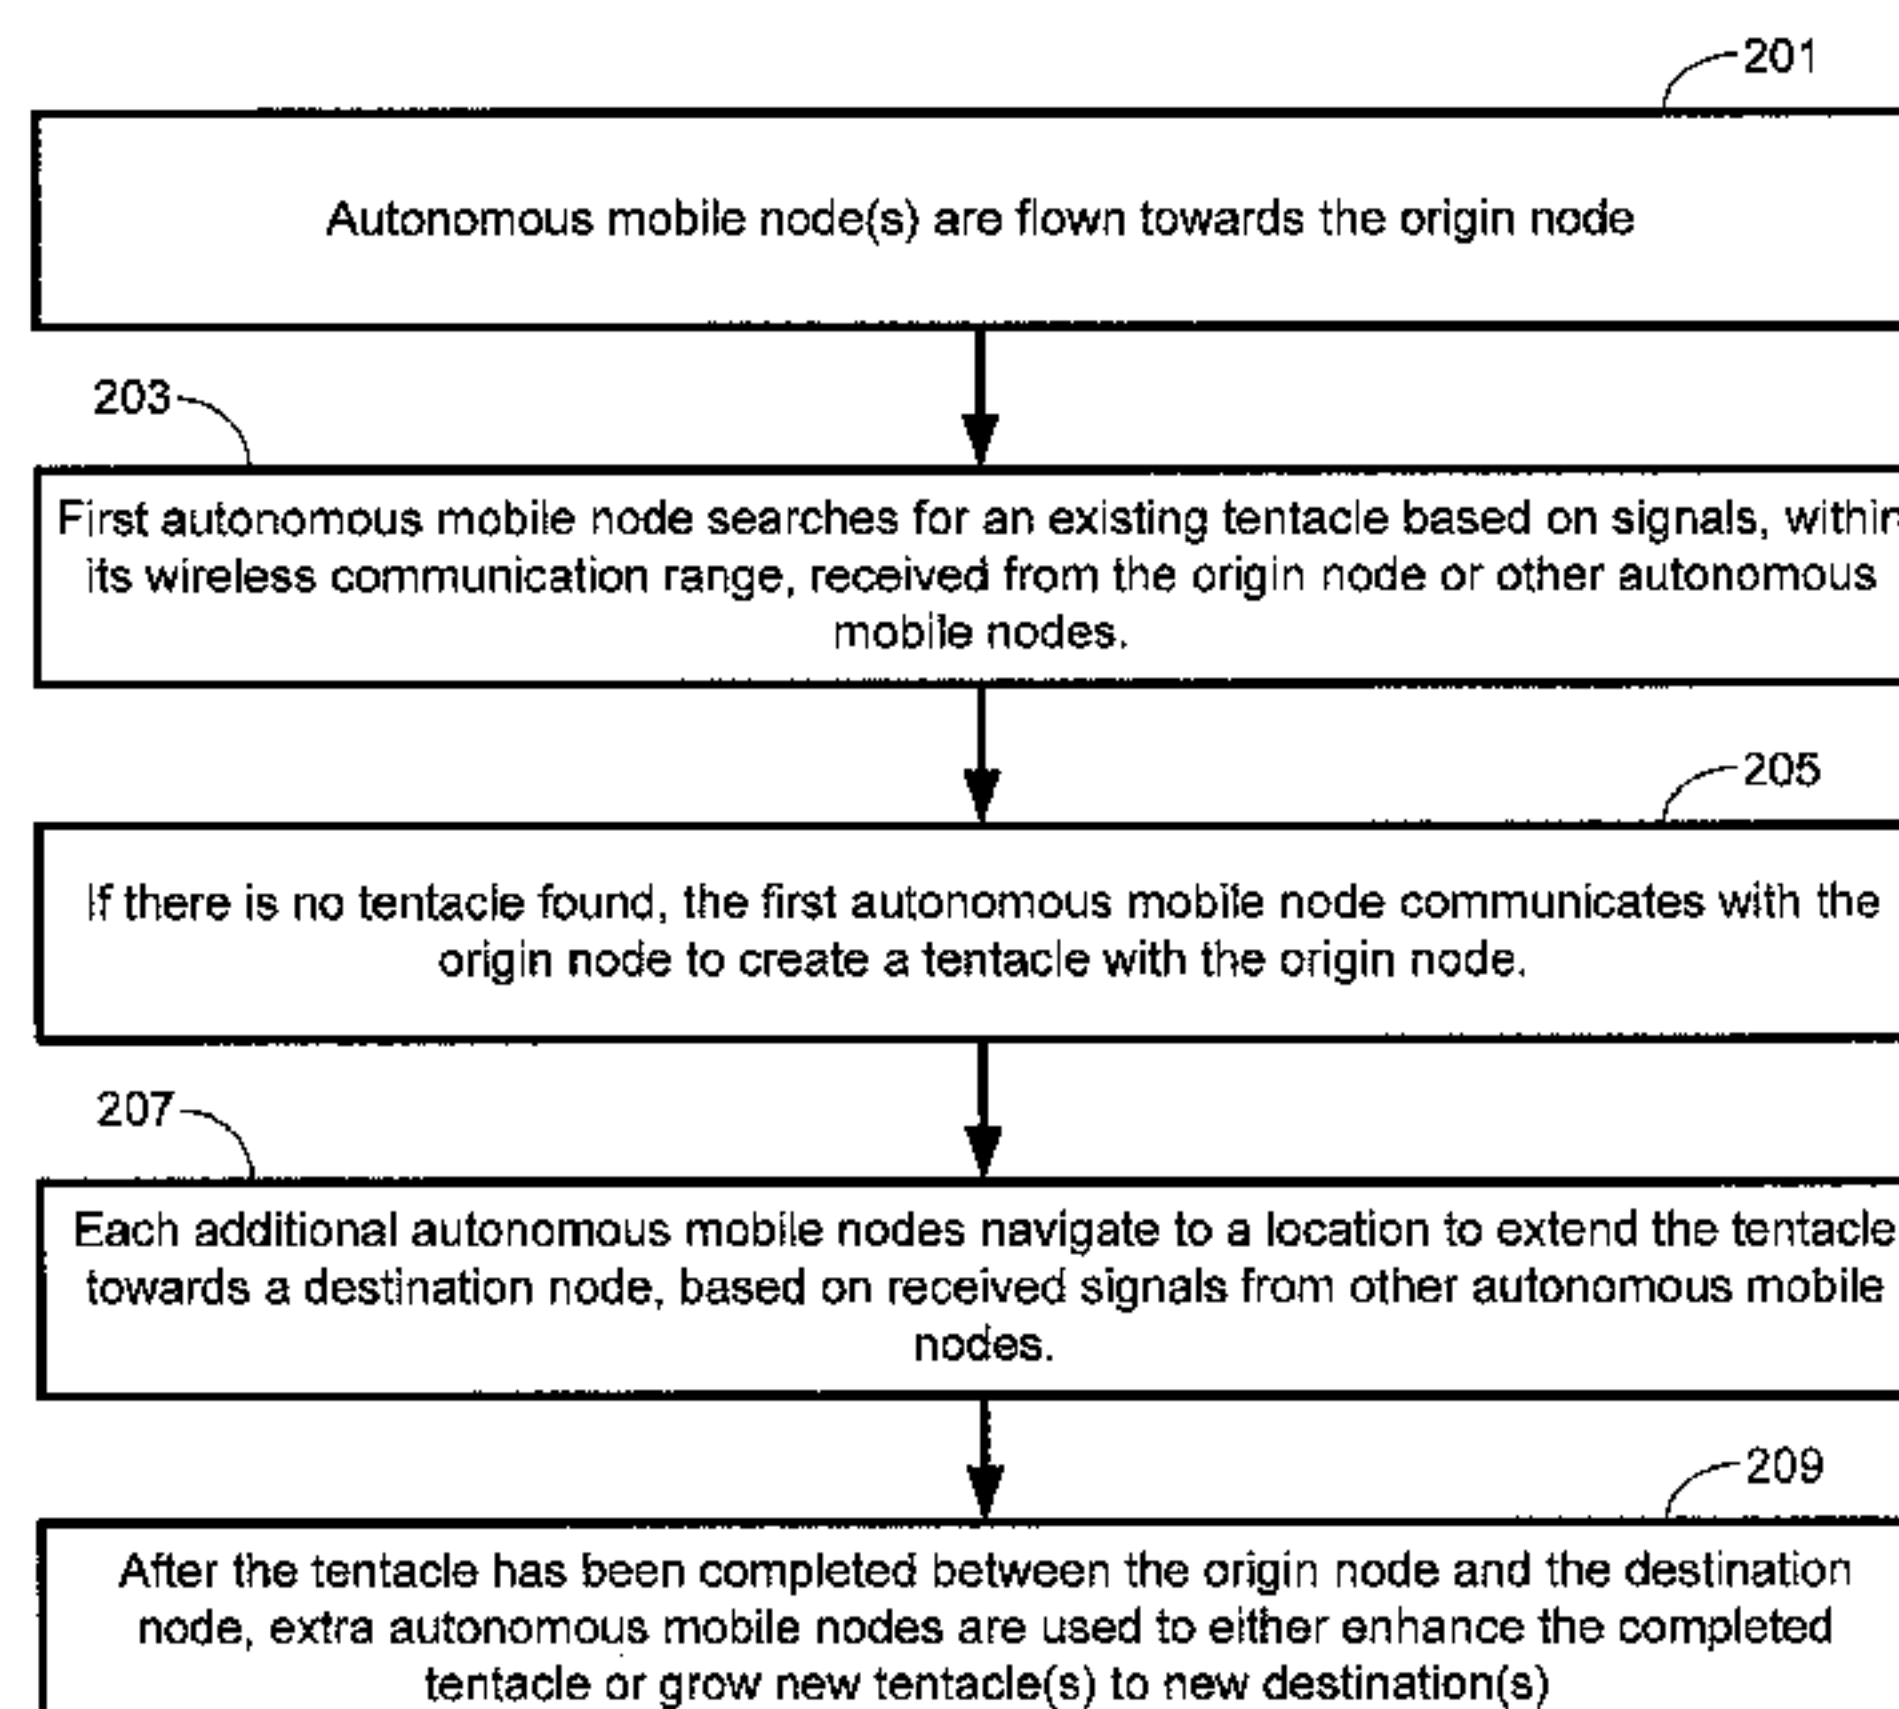 201
Autonomous mobile node(s) are flown towards the origin node
203
First autonomous mobile node searches for an existing tentacle based on signals, within
its wireless communication range, received from the origin node or other autonomous
mobile nodes.
205
If there is no tentacle found, the first autonomous mobile node communicates with the
origin node to create a tentacle with the origin node.
207
Each additional autonomous mobile nodes navigate to a location to extend the tentacle
towards a destination node, based on received signals from other autonomous mobile
nodes.
209
After the tentacle has been completed between the origin node and the destination
node, extra autonomous mobile nodes are used to either enhance the completed
tentacle or grow new tentacle(s) to new destination(s)